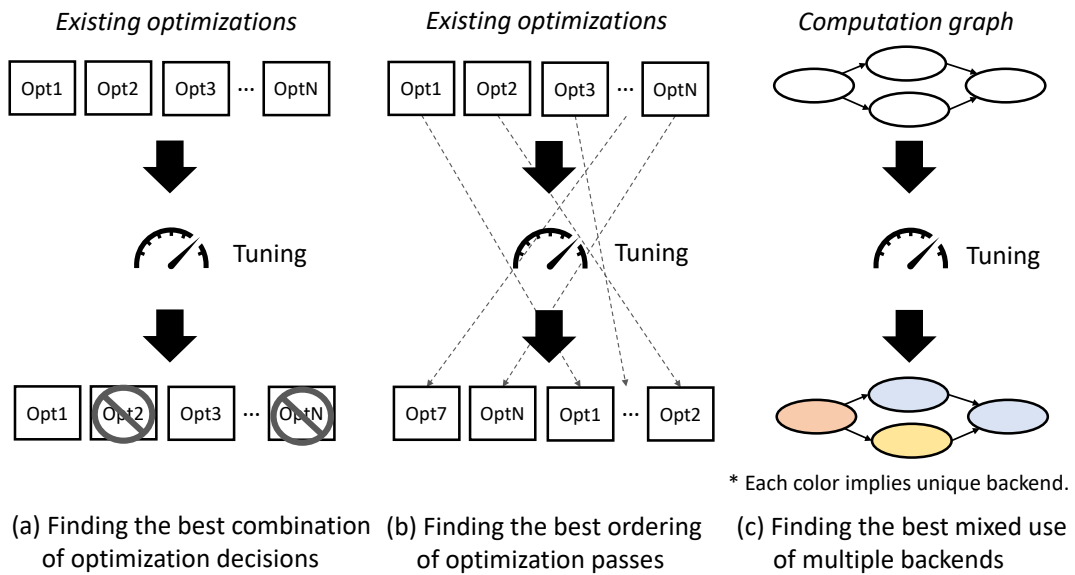 Existing optimizations
Opt1 Opt2 Opt3 ... OptN
Tuning
Opt1 Opt2 Opt3 ... OptN
(a) Finding the best combination
of optimization decisions
Existing optimizations
Opt1 Opt2 Opt3 ... OptN
Tuning
Opt7 OptN Opt1 ... Opt2
(b) Finding the best ordering
of optimization passes
Computation graph
Tuning
* Each color implies unique backend.
(c) Finding the best mixed use
of multiple backends